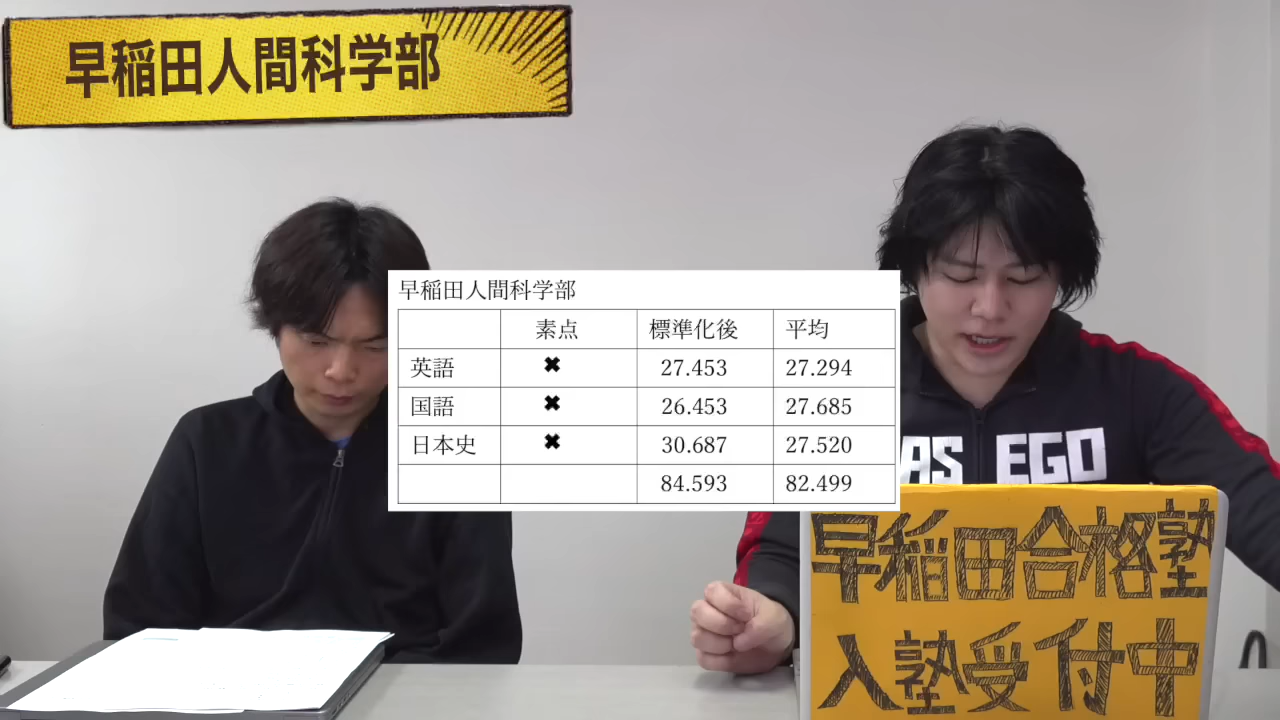 早稲田人間科学部
早稲田人間科学部
素点 標準化後 平均
英語 ✖ 27.453 27.294
国語 ✖ 26.453 27.685
日本史 ✖ 30.687 27.520
84.593 82.499
AS EGO
早稲田合格塾
入塾受付中